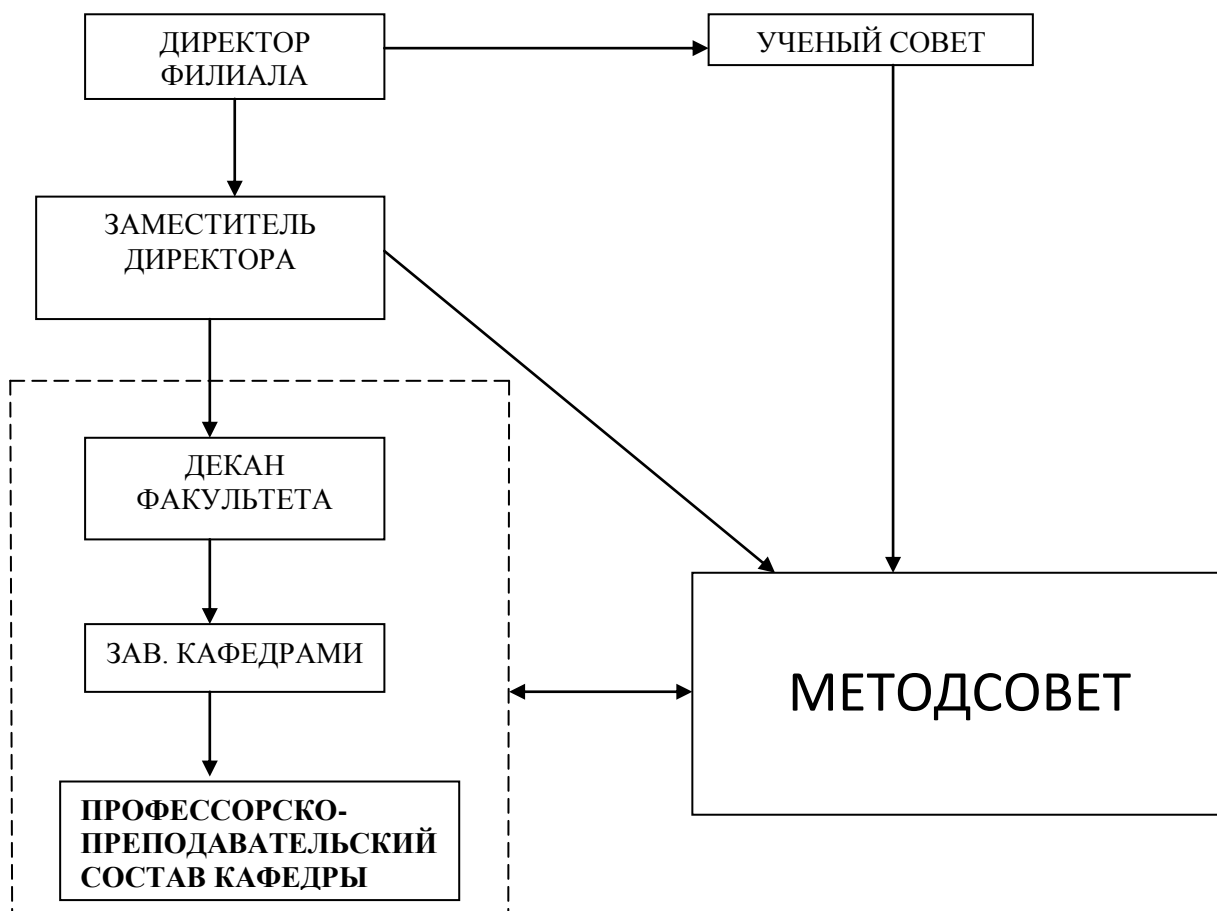 ДИРЕКТОР
ФИЛИАЛА
УЧЕНЫЙ СОВЕТ
ЗАМЕСТИТЕЛЬ
ДИРЕКТОРА
ДЕКАН
ФАКУЛЬТЕТА
ЗАВ. КАФЕДРАМИ
МЕТОДСОВЕТ
ПРОФЕССОРСКО-
ПРЕПОДАВАТЕЛЬСКИЙ
СОСТАВ КАФЕДРЫ